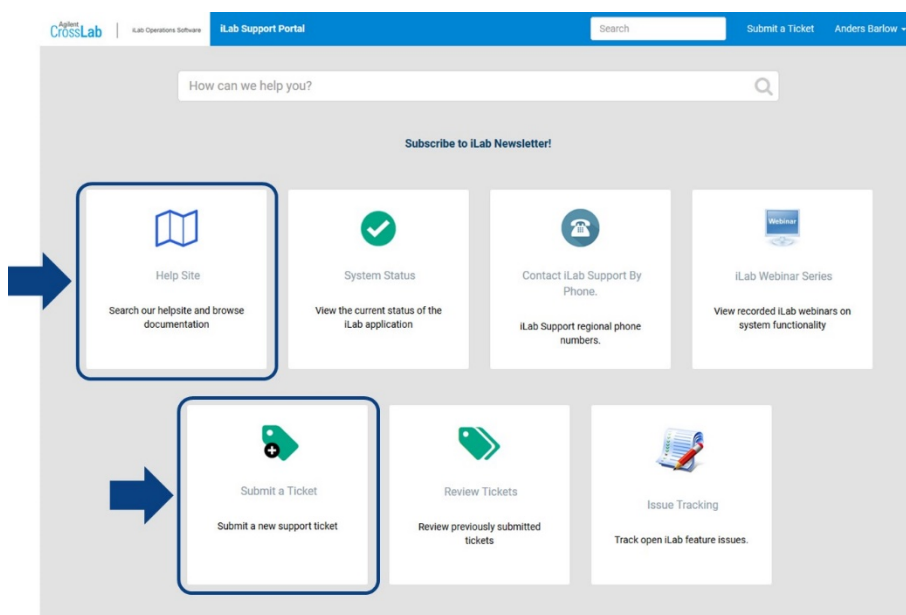 Agilent
CrossLab
iLab Operations Software
iLab Support Portal
Search
Submit a Ticket
Anders Barlow
How can we help you?
Subscribe to iLab Newsletter!
Help Site
Search our helpsite and browse
documentation
System Status
View the current status of the
iLab application
Contact iLab Support By
Phone.
iLab Support regional phone
numbers.
Webinar
iLab Webinar Series
View recorded iLab webinars on
system functionality
Submit a Ticket
Submit a new support ticket
Review Tickets
Review previously submitted
tickets
Issue Tracking
Track open iLab feature issues.